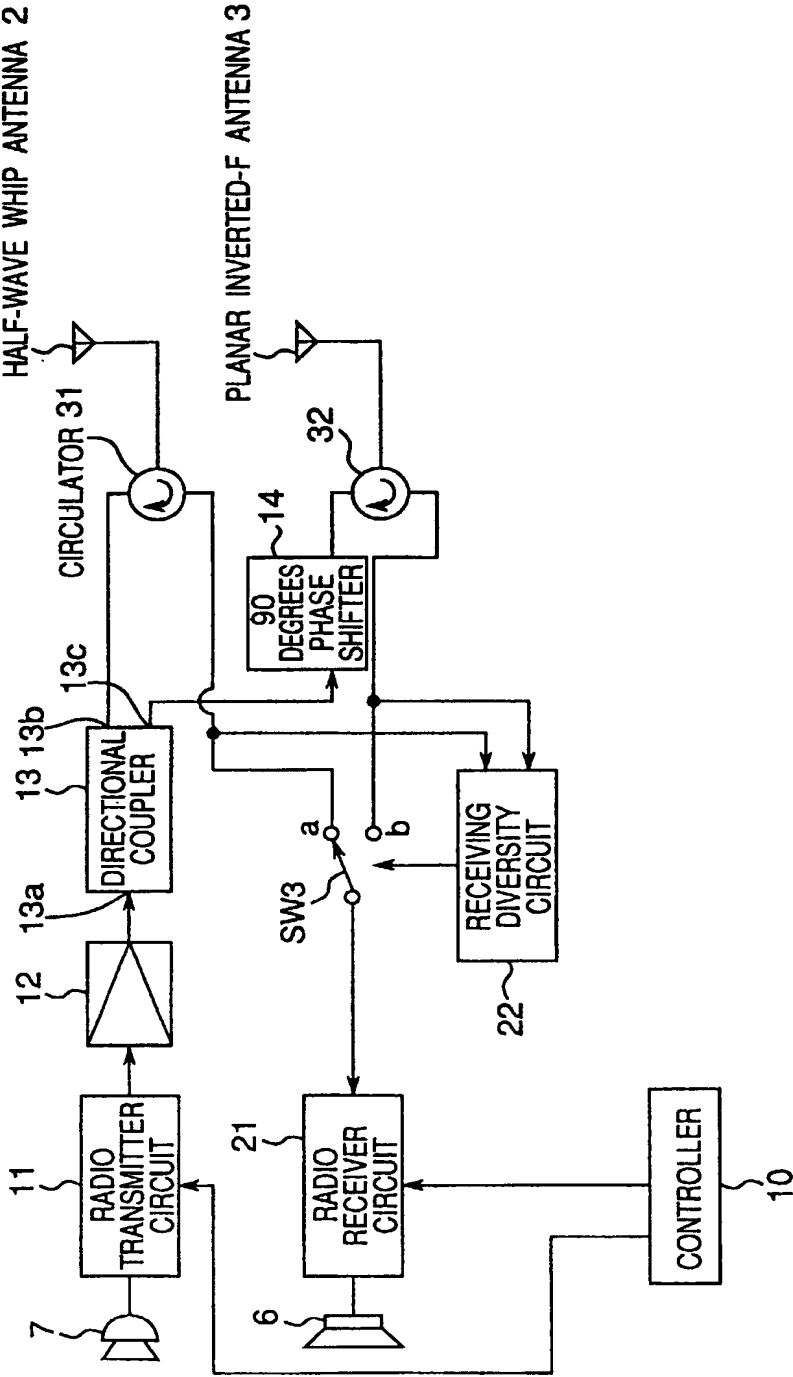 HALF-WAVE WHIP ANTENNA 2
PLANAR INVERTED-F ANTENNA 3
CIRCULATOR 31
32
14
90
DEGREES
PHASE
SHIFTER
13c
13b
13
DIRECTIONAL
COUPLER
13a
a
b
SW3
RECEIVING
DIVERSITY
CIRCUIT
22
12
11
RADIO
TRANSMITTER
CIRCUIT
21
RADIO
RECEIVER
CIRCUIT
CONTROLLER
10
7
6